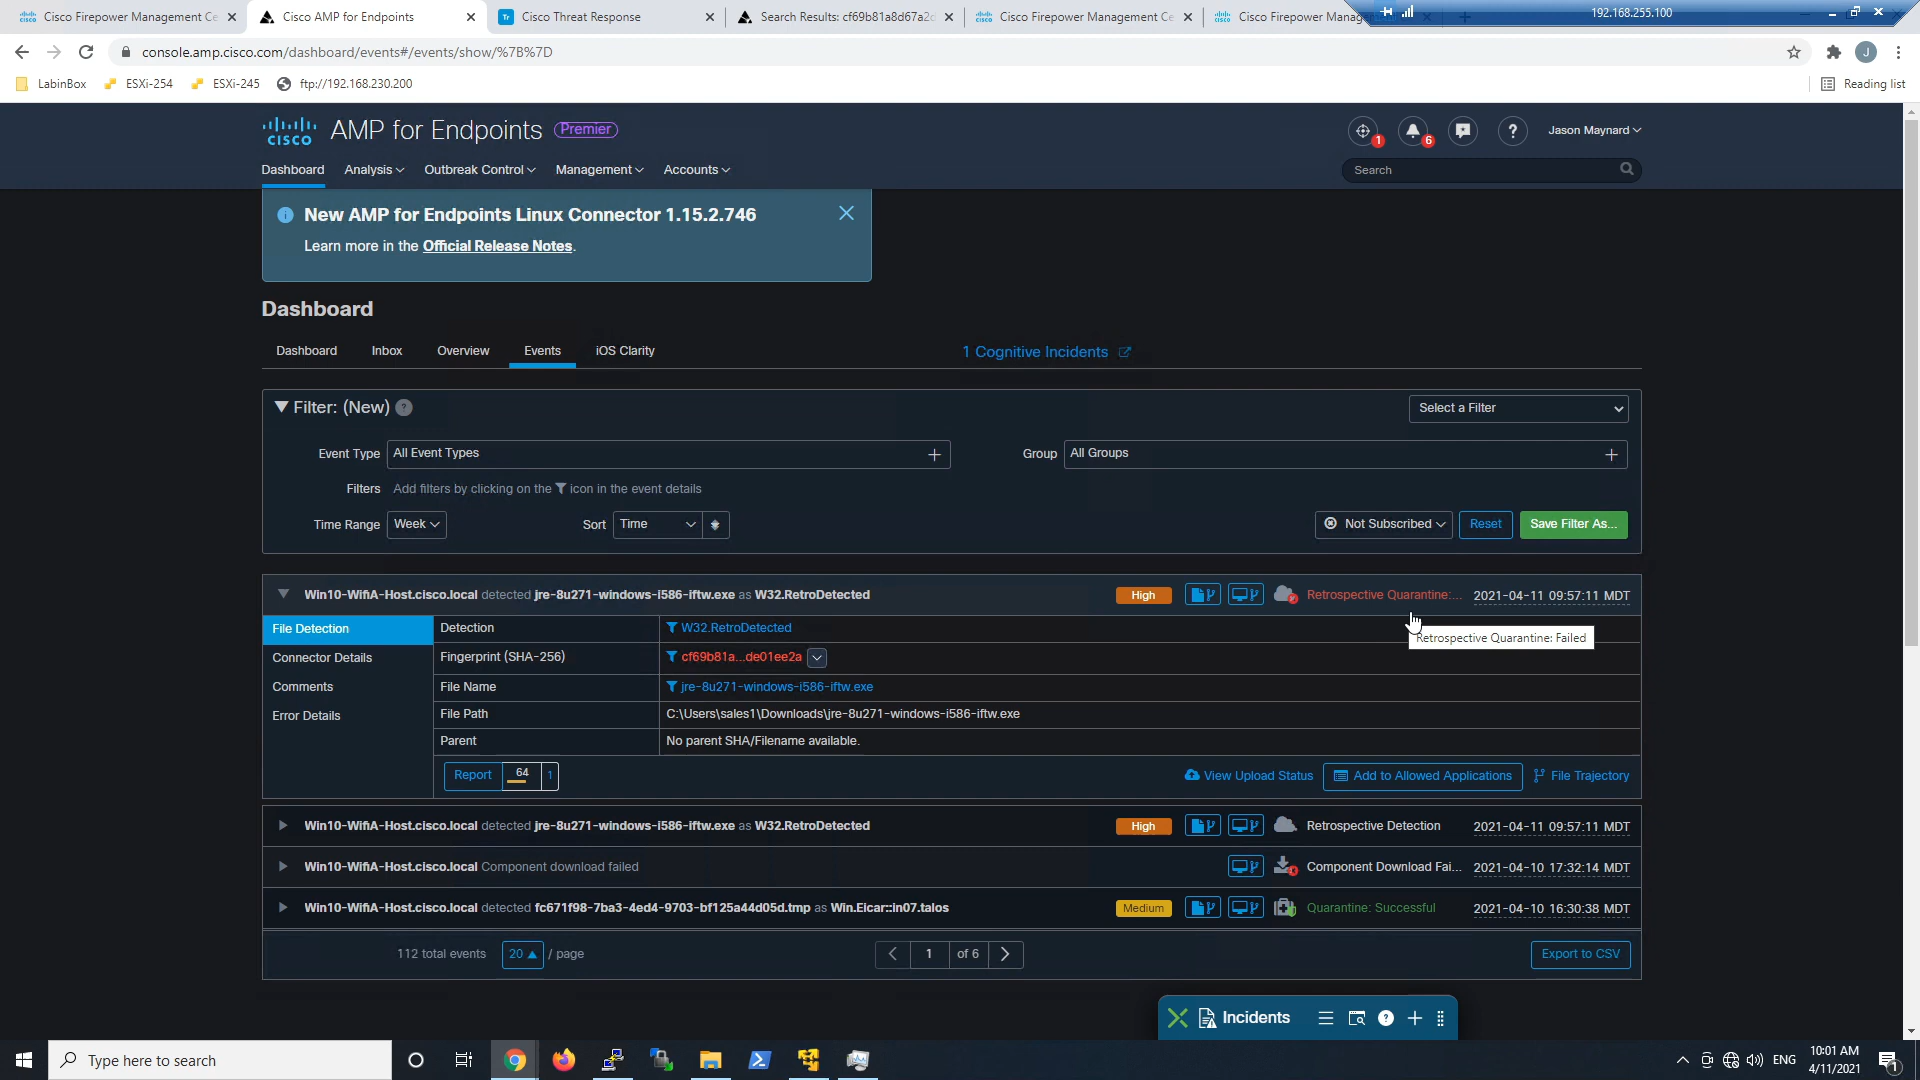 Cisco Firepower Management Ce
Cisco AMP for Endpoints
Cisco Threat Response
Search Results: cf69b81a8d67a2c
Cisco Firepower Management Ce
Cisco Firepower Manag
192.168.255.100
console.amp.cisco.com/dashboard/events#/events/show/%7B%7D
J
LabinBox
ESXi-254
ESXi-245
ftp://192.168.230.200
Reading list
CISCO
AMP for Endpoints
Premier
1
6
?
Jason Maynard
Dashboard
Analysis
Outbreak Control
Management
Accounts
Search
New AMP for Endpoints Linux Connector 1.15.2.746
Learn more in the Official Release Notes.
Dashboard
Dashboard
Inbox
Overview
Events
iOS Clarity
1 Cognitive Incidents
Filter: (New) ?
Select a Filter
Event Type
All Event Types
Group
All Groups
Filters
Add filters by clicking on the icon in the event details
Time Range
Week
Sort
Time
Not Subscribed
Reset
Save Filter As...
Win10-WifiA-Host.cisco.local detected jre-8u271-windows-i586-iftw.exe as W32.RetroDetected
High
Retrospective Quarantine:...
2021-04-11 09:57:11 MDT
File Detection
Detection
W32.RetroDetected
Retrospective Quarantine: Failed
Connector Details
Fingerprint (SHA-256)
cf69b81a...de01ee2a
Comments
File Name
jre-8u271-windows-i586-iftw.exe
Error Details
File Path
C:\Users\sales1\Downloads\jre-8u271-windows-i586-iftw.exe
Parent
No parent SHA/Filename available.
Report
64
1
View Upload Status
Add to Allowed Applications
File Trajectory
Win10-WifiA-Host.cisco.local detected jre-8u271-windows-i586-iftw.exe as W32.RetroDetected
High
Retrospective Detection
2021-04-11 09:57:11 MDT
Win10-WifiA-Host.cisco.local Component download failed
Component Download Fai...
2021-04-10 17:32:14 MDT
Win10-WifiA-Host.cisco.local detected fc671f98-7ba3-4ed4-9703-bf125a44d05d.tmp as Win.Eicar::in07.talos
Medium
Quarantine: Successful
2021-04-10 16:30:38 MDT
112 total events
20
/ page
1
of 6
Export to CSV
Incidents
?
Type here to search
ENG
10:01 AM
4/11/2021
1